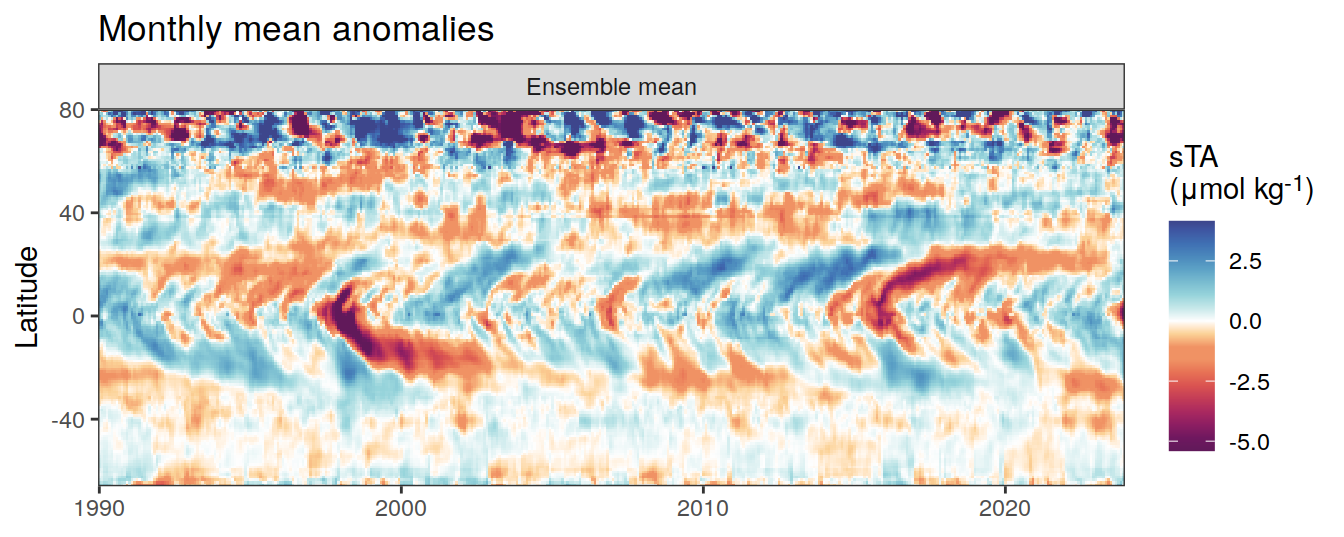 Monthly mean anomalies
Ensemble mean
80
40
0
-40
Latitude
1990
2000
2010
2020
sTA
(μmol kg-1)
2.5
0.0
-2.5
-5.0